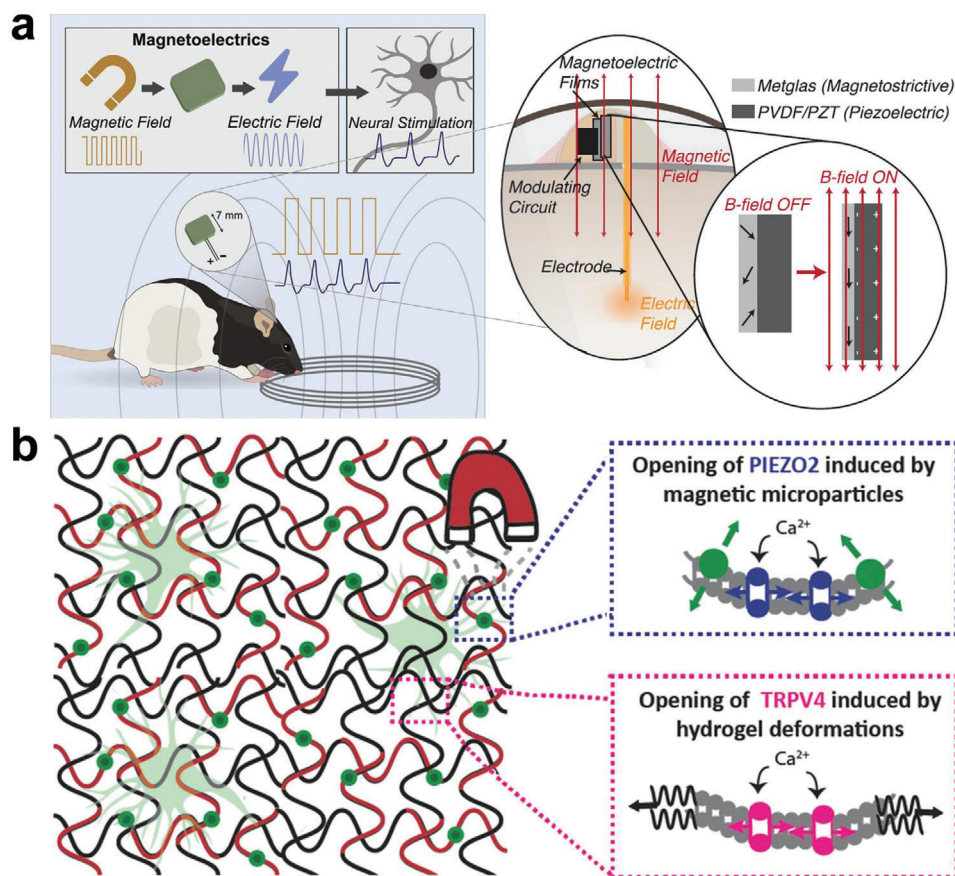 a
Magnetoelectrics
Magnetic Field
Electric Field
Neural Stimulation
7 mm
+ -
Magnetoelectric
Films
Modulating
Circuit
Magnetic
Field
Electrode
Electric
Field
Metglas (Magnetostrictive)
PVDF/PZT (Piezoelectric)
B-field OFF
B-field ON
b
Opening of PIEZO2 induced by
magnetic microparticles
Ca²⁺
Opening of TRPV4 induced by
hydrogel deformations
Ca²⁺